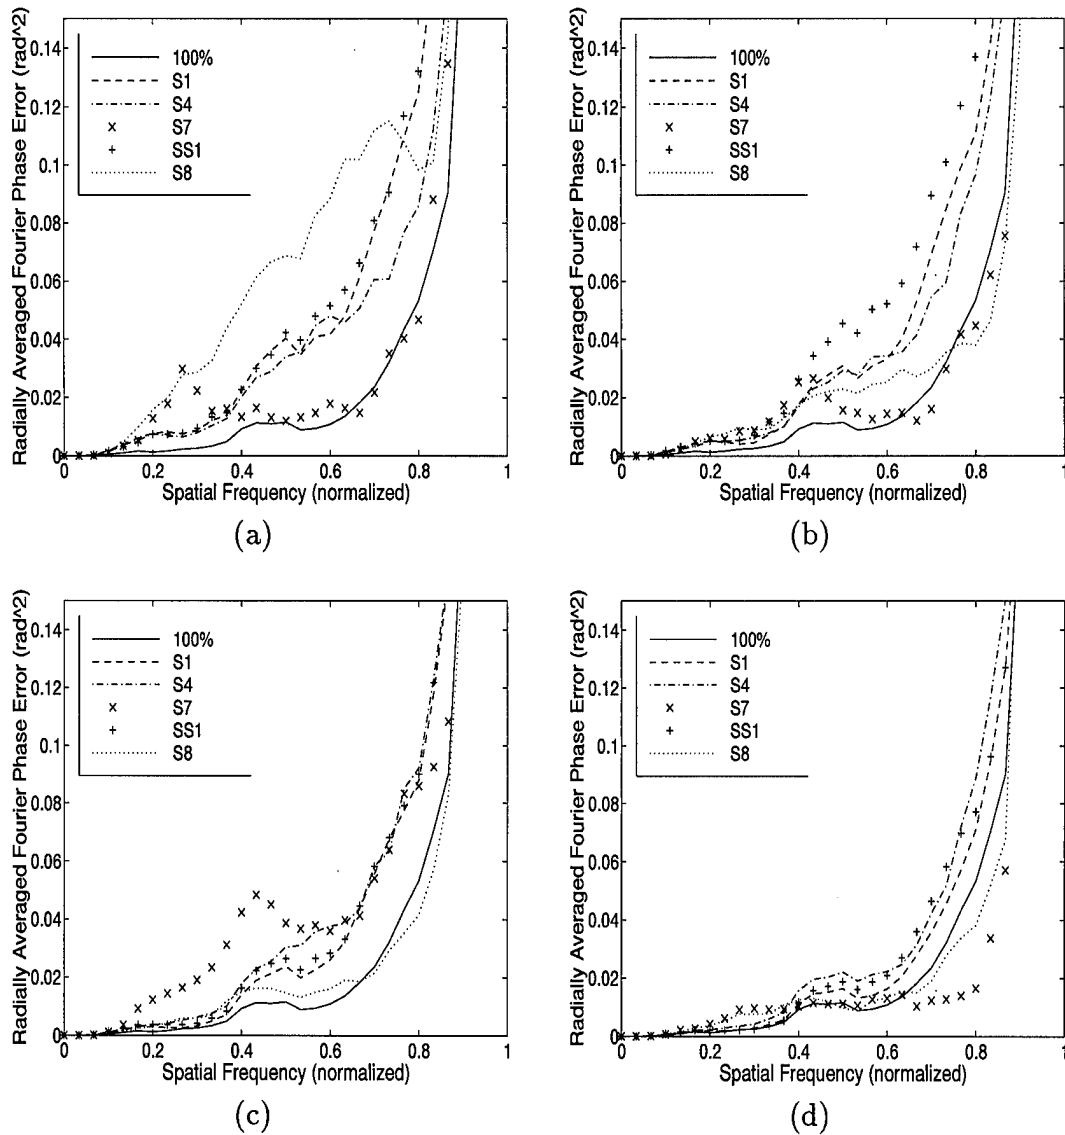 Radially Averaged Fourier Phase Error (rad^2)
0.14
0.12
0.1
0.08
0.06
0.04
0.02
0
100%
S1
S4
S7
SS1
S8
0
0.2
0.4
0.6
0.8
1
Spatial Frequency (normalized)
(a)
Radially Averaged Fourier Phase Error (rad^2)
0.14
0.12
0.1
0.08
0.06
0.04
0.02
0
100%
S1
S4
S7
SS1
S8
0
0.2
0.4
0.6
0.8
1
Spatial Frequency (normalized)
(b)
Radially Averaged Fourier Phase Error (rad^2)
0.14
0.12
0.1
0.08
0.06
0.04
0.02
0
100%
S1
S4
S7
SS1
S8
0
0.2
0.4
0.6
0.8
1
Spatial Frequency (normalized)
(c)
Radially Averaged Fourier Phase Error (rad^2)
0.14
0.12
0.1
0.08
0.06
0.04
0.02
0
100%
S1
S4
S7
SS1
S8
0
0.2
0.4
0.6
0.8
1
Spatial Frequency (normalized)
(d)